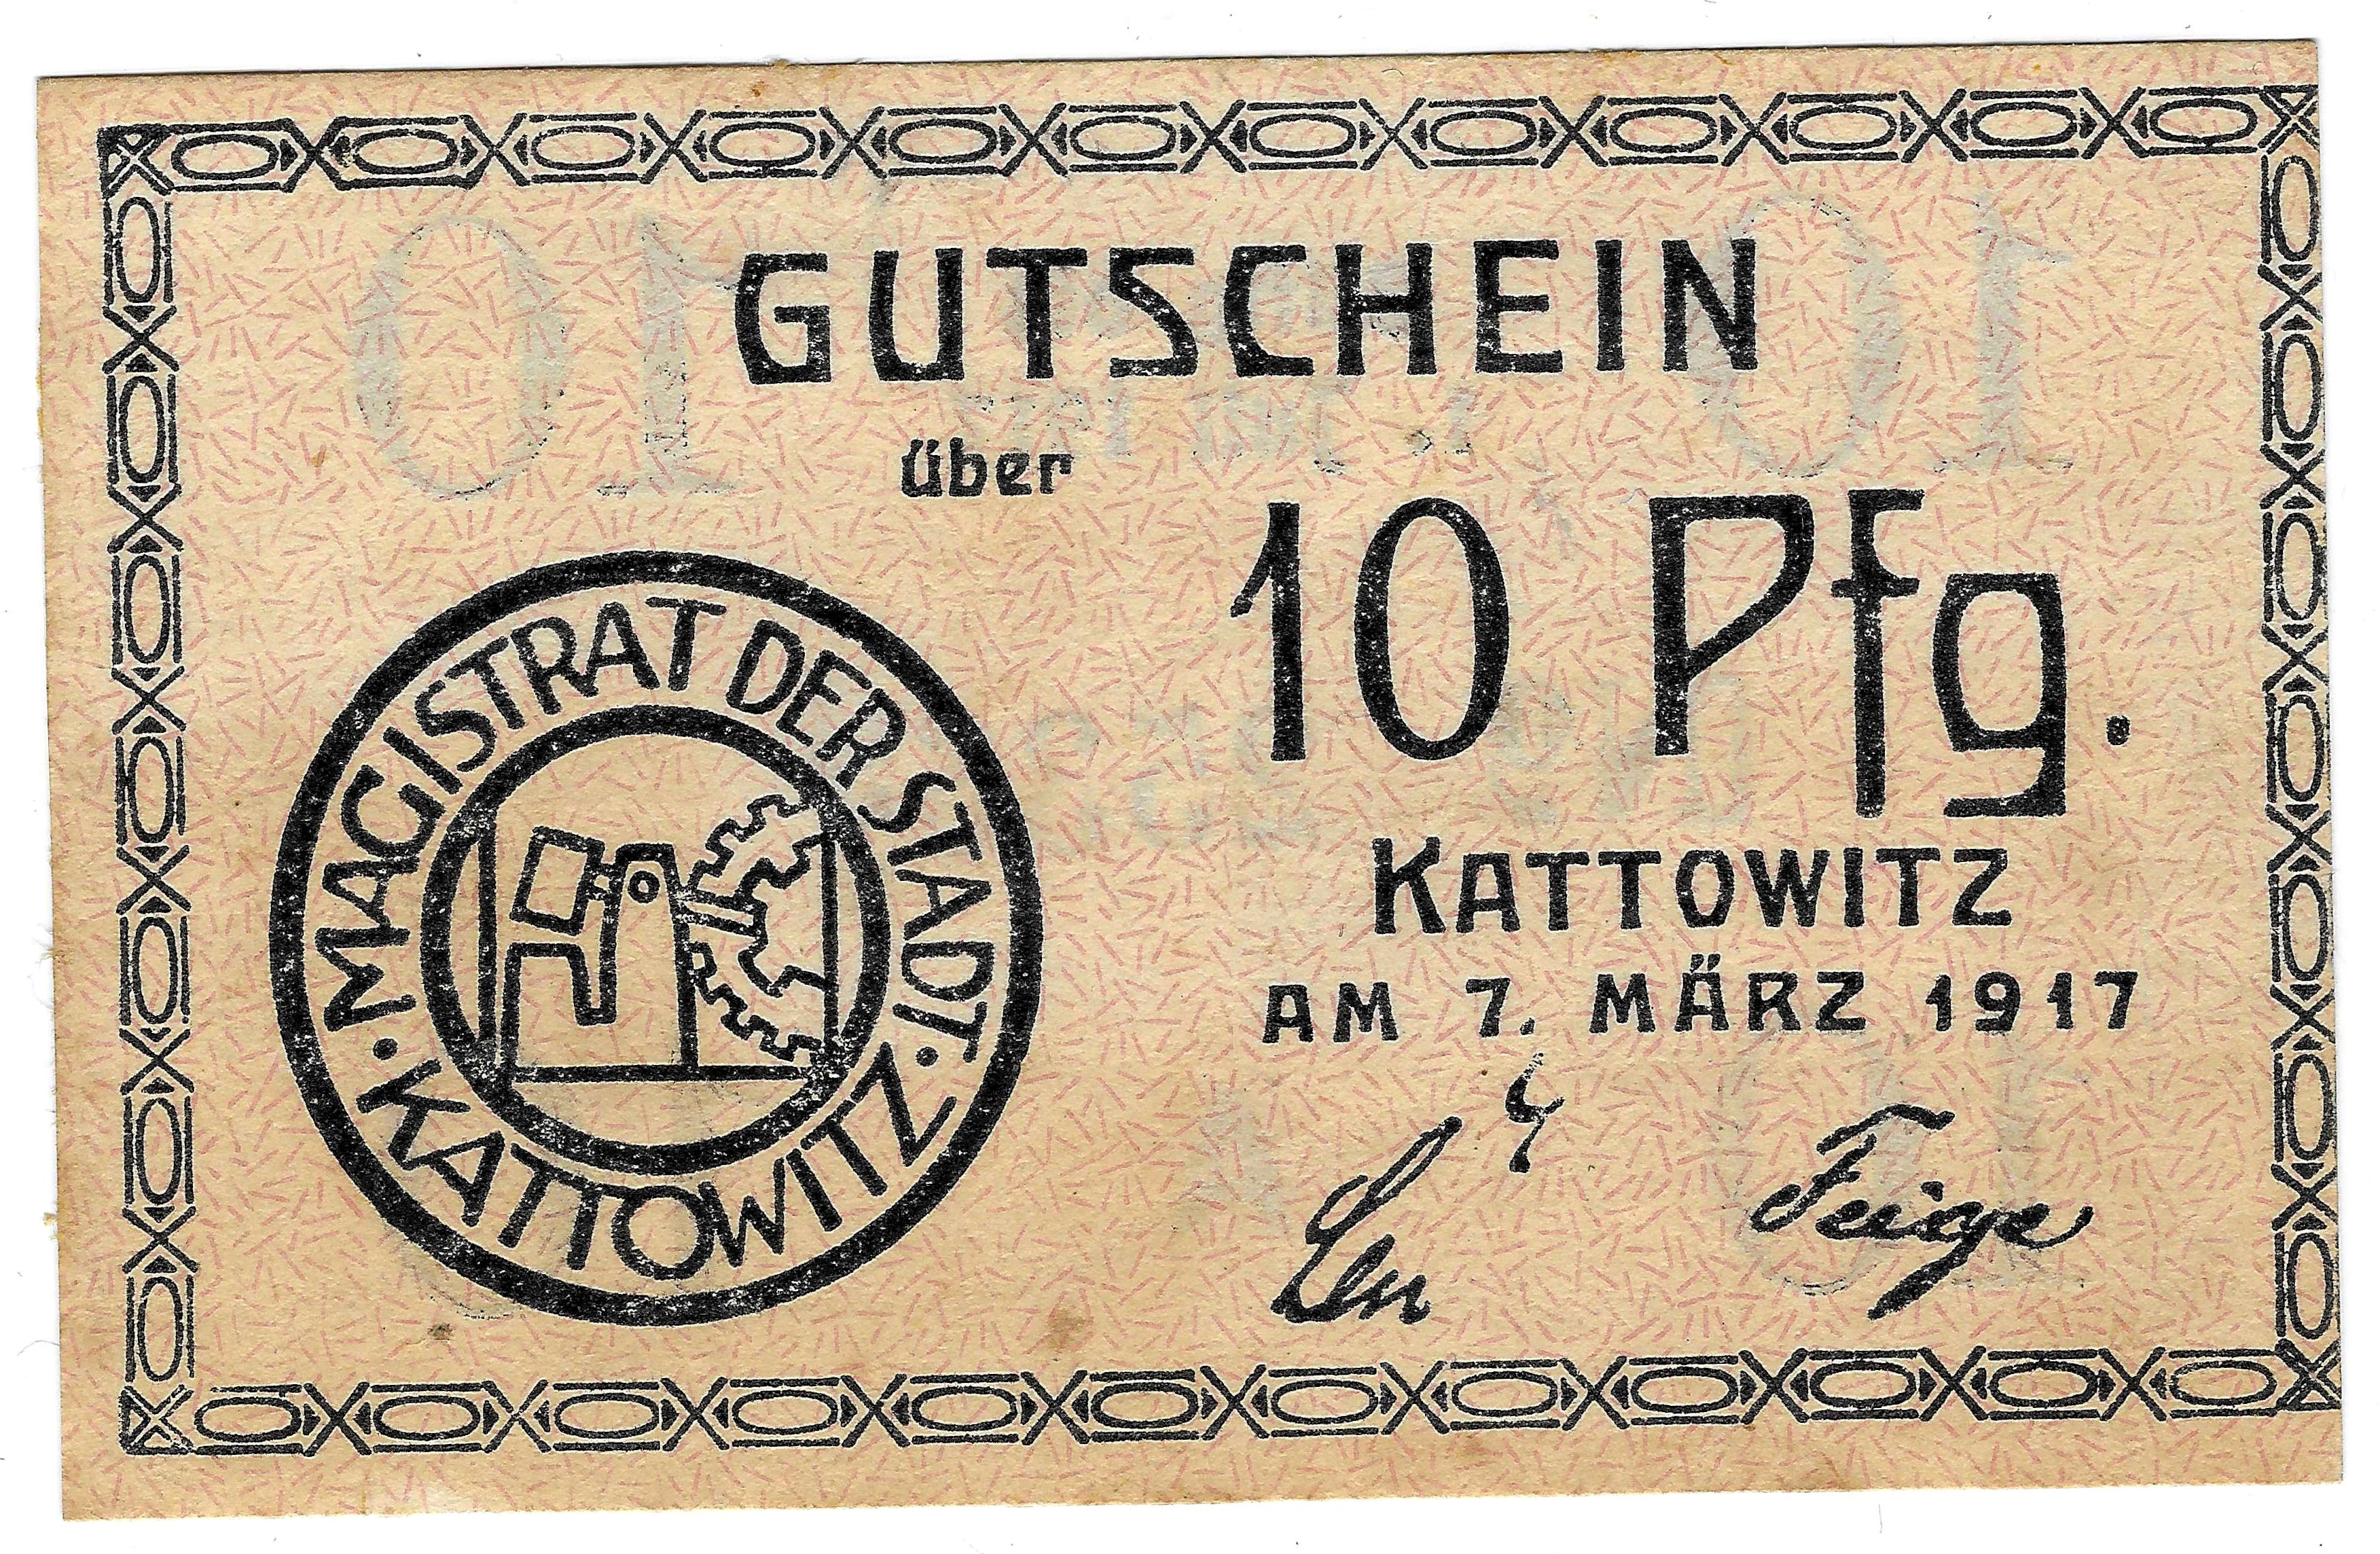 GUTSCHEIN
über
10 Pfg.
MAGISTRAT DER STADT
· KATTOWITZ ·
KATTOWITZ
AM 7. MÄRZ 1917
Feige